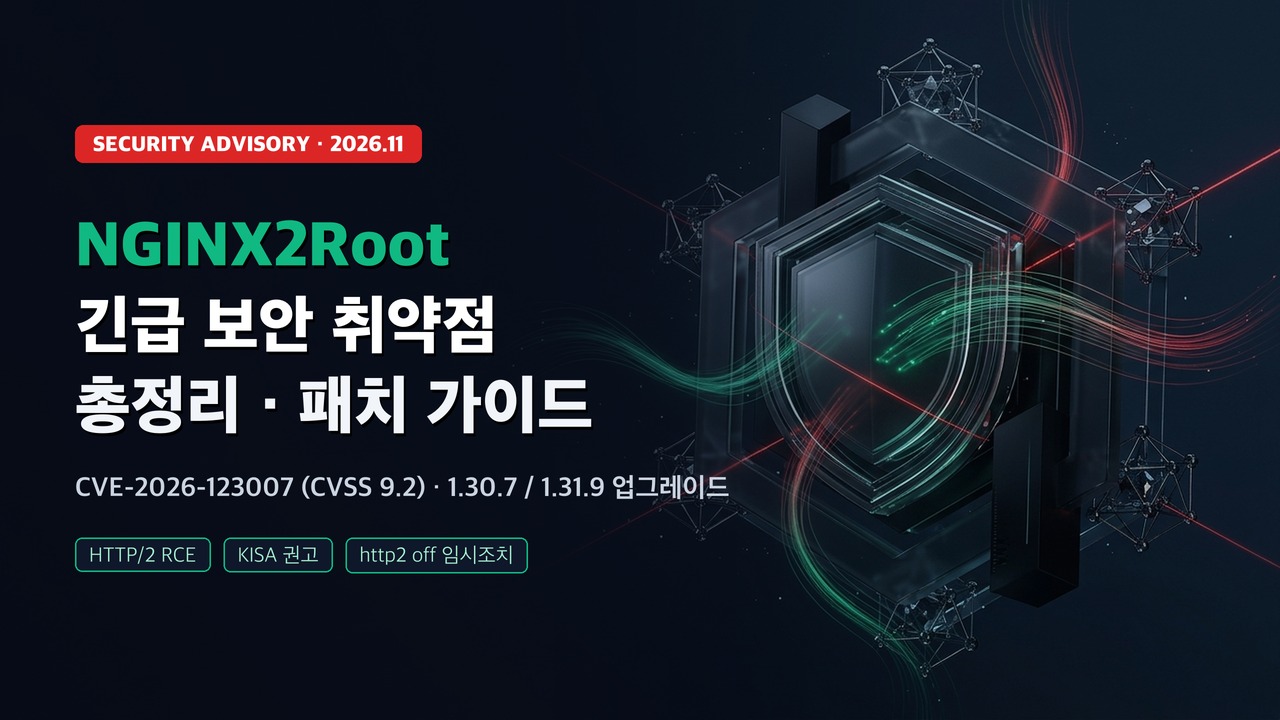 SECURITY ADVISORY · 2026.11
NGINX2Root
긴급 보안 취약점
총정리 · 패치 가이드
CVE-2026-123007 (CVSS 9.2) · 1.30.7 / 1.31.9 업그레이드
HTTP/2 RCE
KISA 권고
http2 off 임시조치